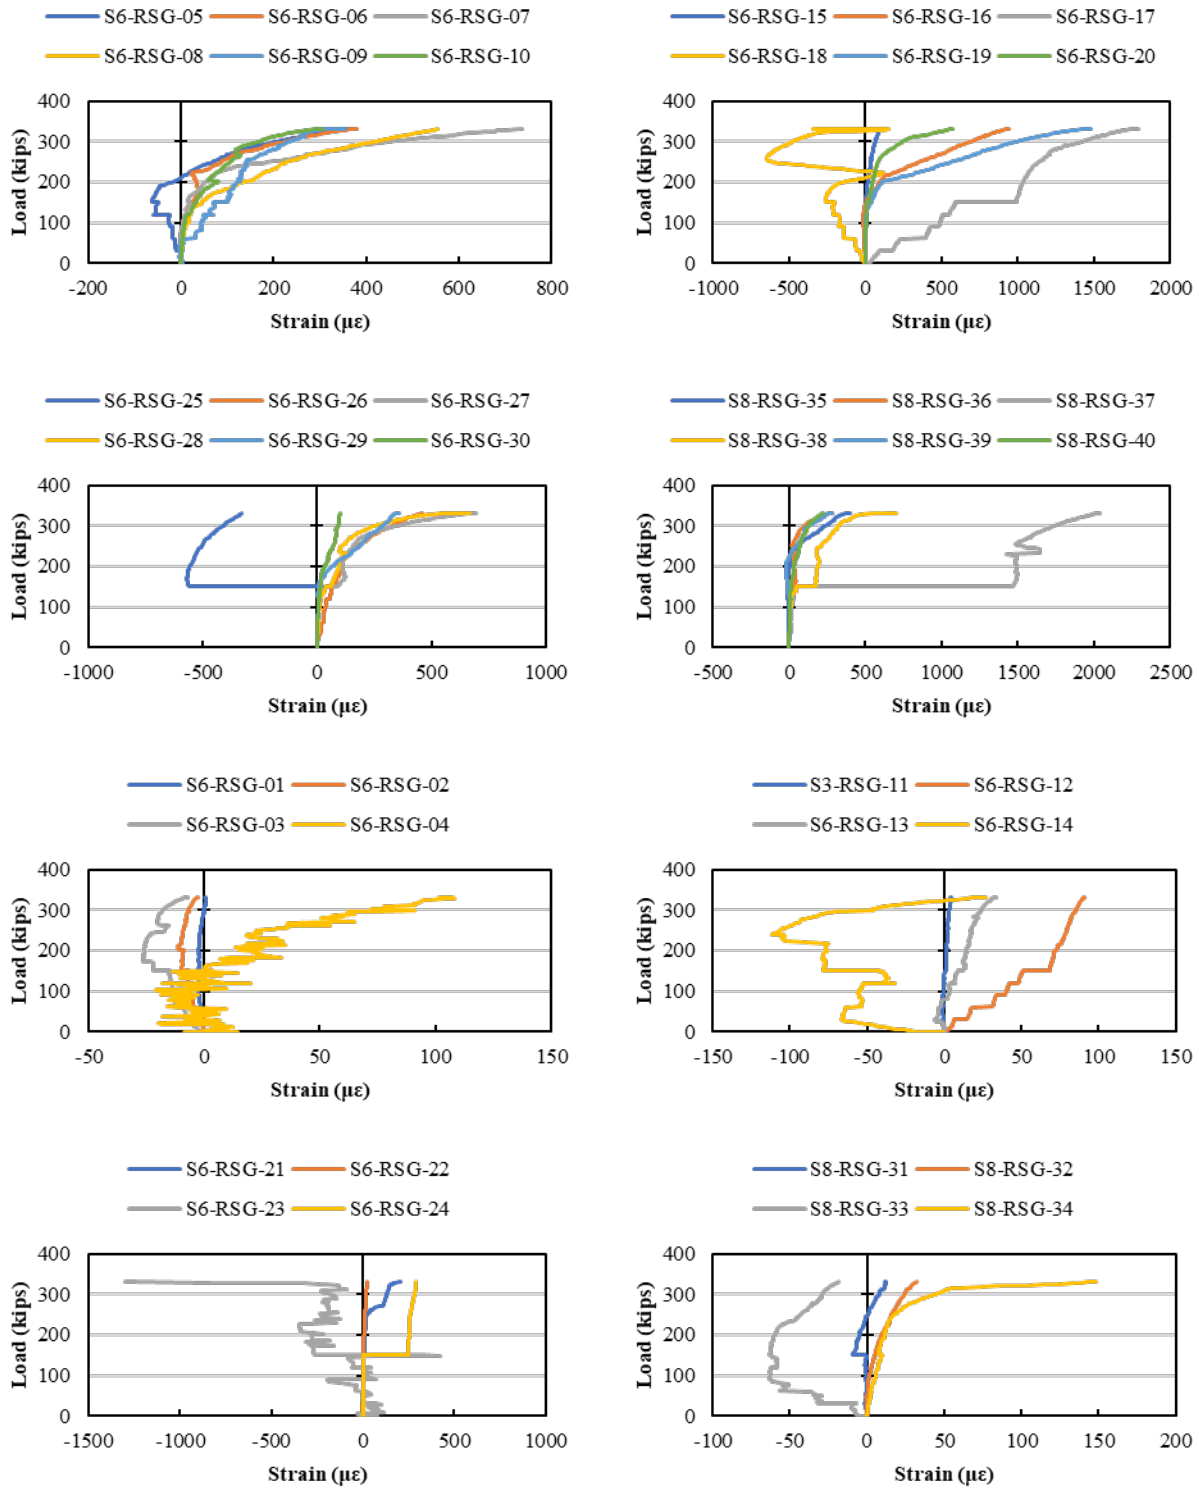 S6-RSG-05 S6-RSG-06 S6-RSG-07
S6-RSG-08 S6-RSG-09 S6-RSG-10
400
300
200
100
0
-200 0 200 400 600 800
Load (kips)
Strain (με)
S6-RSG-15 S6-RSG-16 S6-RSG-17
S6-RSG-18 S6-RSG-19 S6-RSG-20
400
300
200
100
0
-1000 -500 0 500 1000 1500 2000
Load (kips)
Strain (με)
S6-RSG-25 S6-RSG-26 S6-RSG-27
S6-RSG-28 S6-RSG-29 S6-RSG-30
400
300
200
100
0
-1000 -500 0 500 1000
Load (kips)
Strain (με)
S8-RSG-35 S8-RSG-36 S8-RSG-37
S8-RSG-38 S8-RSG-39 S8-RSG-40
400
300
200
100
0
-500 0 500 1000 1500 2000 2500
Load (kips)
Strain (με)
S6-RSG-01 S6-RSG-02
S6-RSG-03 S6-RSG-04
400
300
200
100
0
-50 0 50 100 150
Load (kips)
Strain (με)
S3-RSG-11 S6-RSG-12
S6-RSG-13 S6-RSG-14
400
300
200
100
0
-150 -100 -50 0 50 100 150
Load (kips)
Strain (με)
S6-RSG-21 S6-RSG-22
S6-RSG-23 S6-RSG-24
400
300
200
100
0
-1500 -1000 -500 0 500 1000
Load (kips)
Strain (με)
S8-RSG-31 S8-RSG-32
S8-RSG-33 S8-RSG-34
400
300
200
100
0
-100 -50 0 50 100 150 200
Load (kips)
Strain (με)